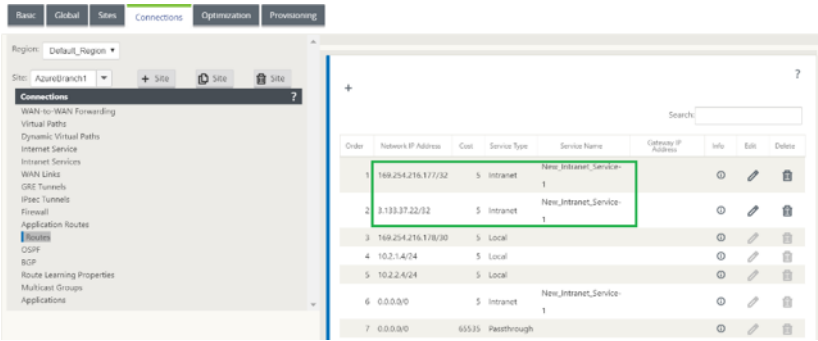 Basic Global Sites Connections Optimization Provisioning
Region: Default_Region
Site: AzureBranch1 + Site Site Site
Connections ?
WAN-to-WAN Forwarding
Virtual Paths
Dynamic Virtual Paths
Internet Service
Intranet Services
WAN Links
GRE Tunnels
IPsec Tunnels
Firewall
Application Routes
Routes
OSPF
BGP
Route Learning Properties
Multicast Groups
Applications
?
+
Search:
Order Network IP Address Cost Service Type Service Name Gateway IP Address Info Edit Delete
1 169.254.216.177/32 5 Intranet New_Intranet_Service-
1
2 3.133.37.22/32 5 Intranet New_Intranet_Service-
1
3 169.254.216.178/30 5 Local
4 10.2.1.4/24 5 Local
5 10.2.2.4/24 5 Local
6 0.0.0.0/0 5 Intranet New_Intranet_Service-
1
7 0.0.0.0/0 65535 Passthrough